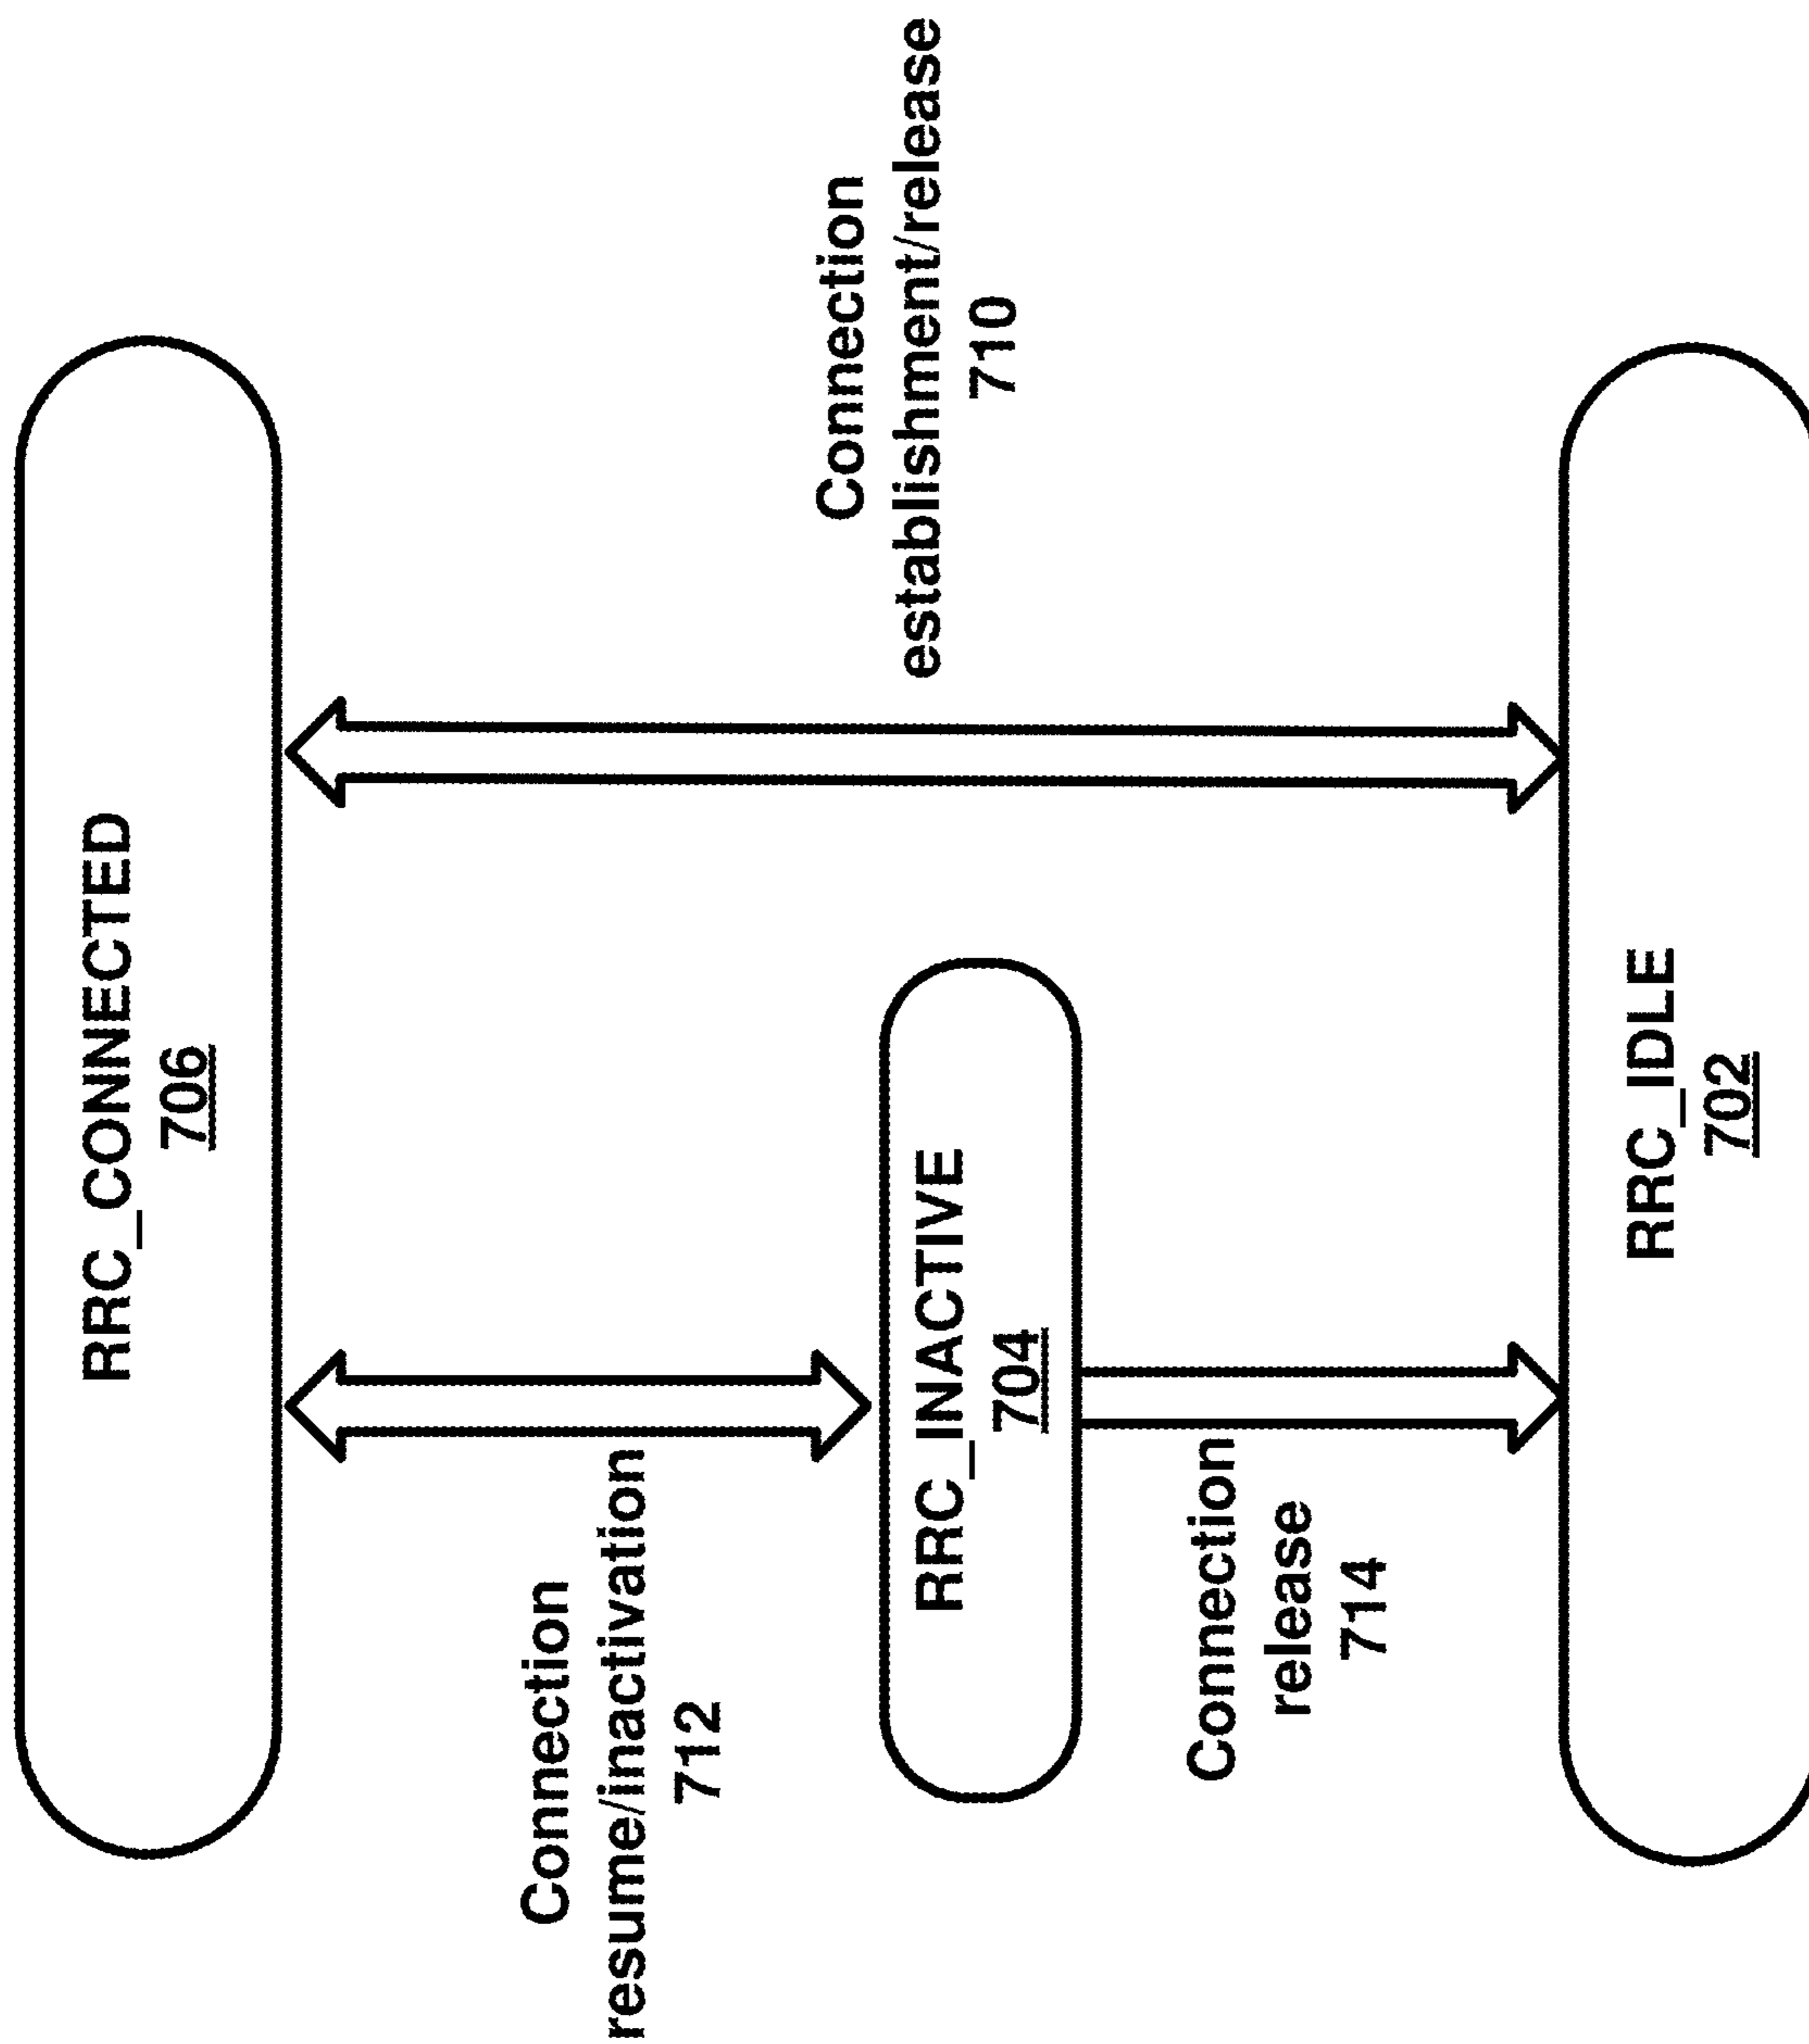 RRC_CONNECTED
706
Connection
resume/inactivation
712
Connection
establishment/release
710
RRC_INACTIVE
704
Connection
release
714
RRC_IDLE
702